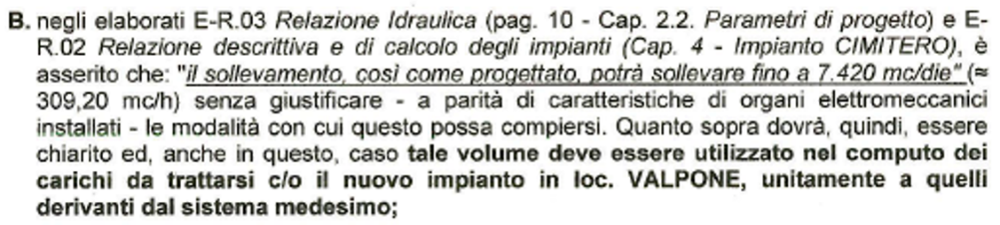 B. negli elaborati E-R.03 Relazione Idraulica (pag. 10 - Cap. 2.2. Parametri di progetto) e E-
R.02 Relazione descrittiva e di calcolo degli impianti (Cap. 4 - Impianto CIMITERO), è
asserito che: "il sollevamento, così come progettato, potrà sollevare fino a 7.420 mc/die" (≈
309,20 mc/h) senza giustificare - a parità di caratteristiche di organi elettromeccanici
installati - le modalità con cui questo possa compiersi. Quanto sopra dovrà, quindi, essere
chiarito ed, anche in questo, caso tale volume deve essere utilizzato nel computo dei
carichi da trattarsi c/o il nuovo impianto in loc. VALPONE, unitamente a quelli
derivanti dal sistema medesimo;